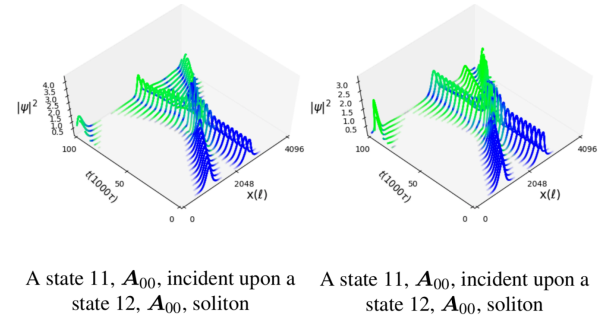 |ψ|²
4.0
3.5
3.0
2.5
2.0
1.5
1.0
0.5
100
50
0
t(1000τ)
0
2048
4096
x(ℓ)
|ψ|²
3.0
2.5
2.0
1.5
1.0
0.5
100
50
0
t(1000τ)
0
2048
4096
x(ℓ)
A state 11, A₀₀, incident upon a
state 12, A₀₀, soliton
A state 11, A₀₀, incident upon a
state 12, A₀₀, soliton